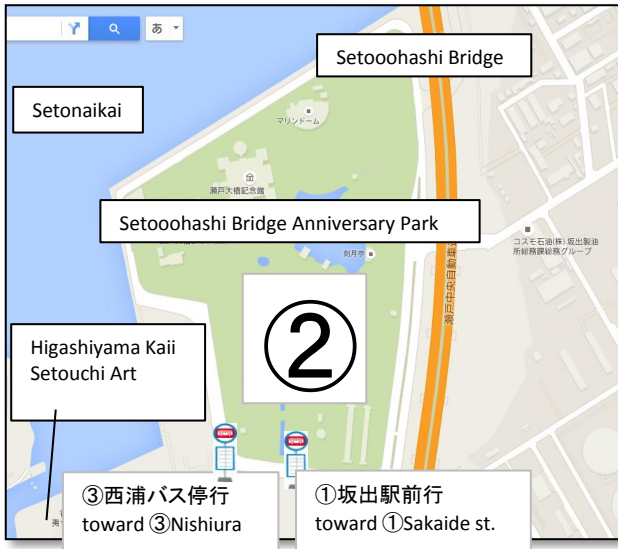 あ
Setooohashi Bridge
Setonaikai
マリンドーム
瀬戸大橋記念館
Setooohashi Bridge Anniversary Park
刻月亭
コスモ石油(株)坂出製油
所総務課総務グループ
瀬戸中央自動車道
②
Higashiyama Kaii
Setouchi Art
③西浦バス停行
toward ③Nishiura
①坂出駅前行
toward ①Sakaide st.